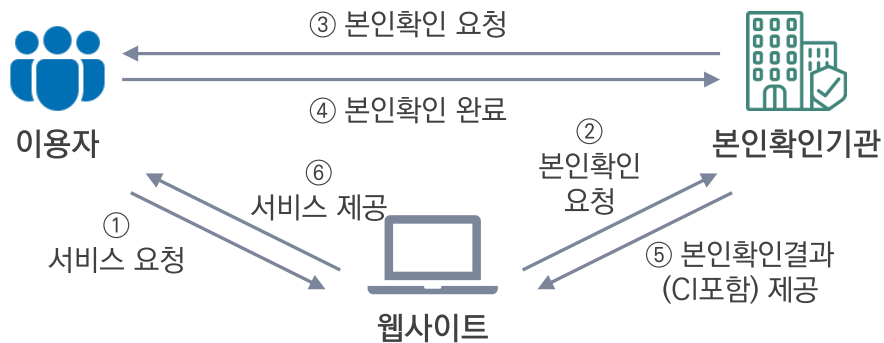 ③ 본인확인 요청
④ 본인확인 완료
이용자
본인확인기관
②
본인확인
요청
⑥
서비스 제공
①
서비스 요청
⑤ 본인확인결과
(CI포함) 제공
웹사이트